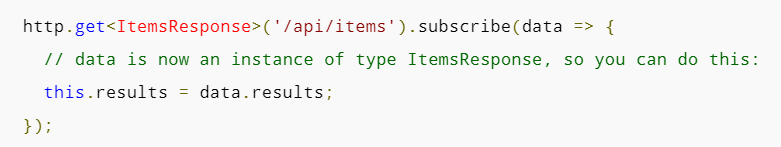 http.get<ItemsResponse>('/api/items').subscribe(data => {
  // data is now an instance of type ItemsResponse, so you can do this:
  this.results = data.results;
});